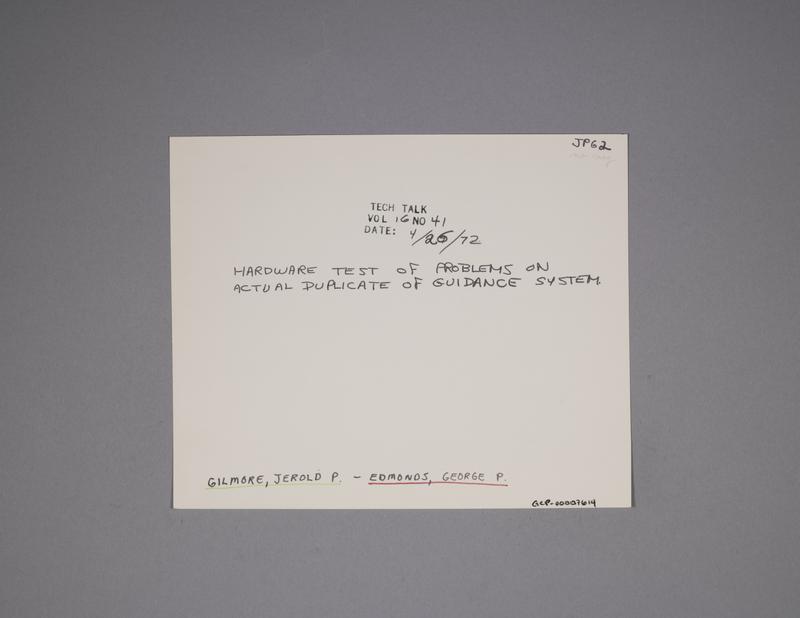 JPG2
TECH TALK
VOL 16 NO 41
DATE: 4/26/72
HARDWARE TEST OF PROBLEMS ON
ACTUAL DUPLICATE OF GUIDANCE SYSTEM.
GILMORE, JEROLD P. - EDMONDS, GEORGE P.
GCP-00007614